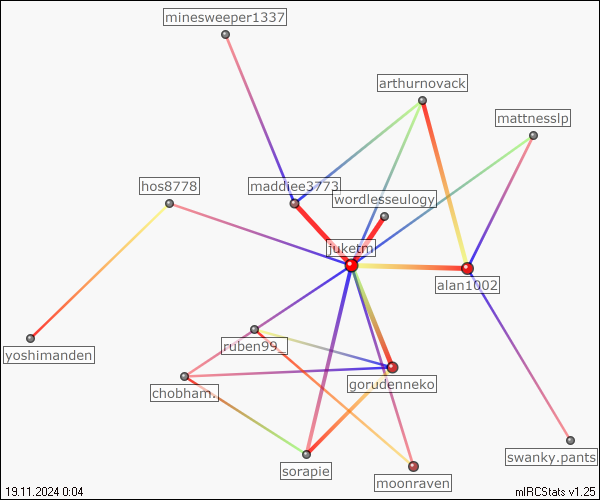 minesweeper1337
arthurnovack
mattnesslp
hos8778
maddiee3773
wordlesseulogy
juketm
alan1002
ruben99_
yoshimanden
gorudenneko
chobham.
swanky.pants
sorapie
moonraven
19.11.2024 0:04
mIRCStats v1.25